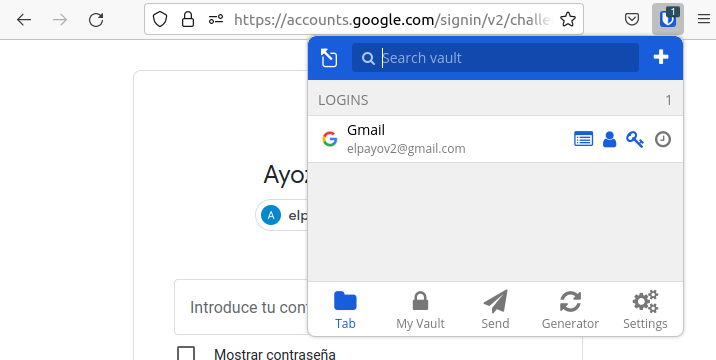 https://accounts.google.com/signin/v2/challe
1
Search vault
LOGINS
1
Gmail
elpayov2@gmail.com
Ayoz
A
elp
Introduce tu con
Mostrar contraseña
Tab
My Vault
Send
Generator
Settings